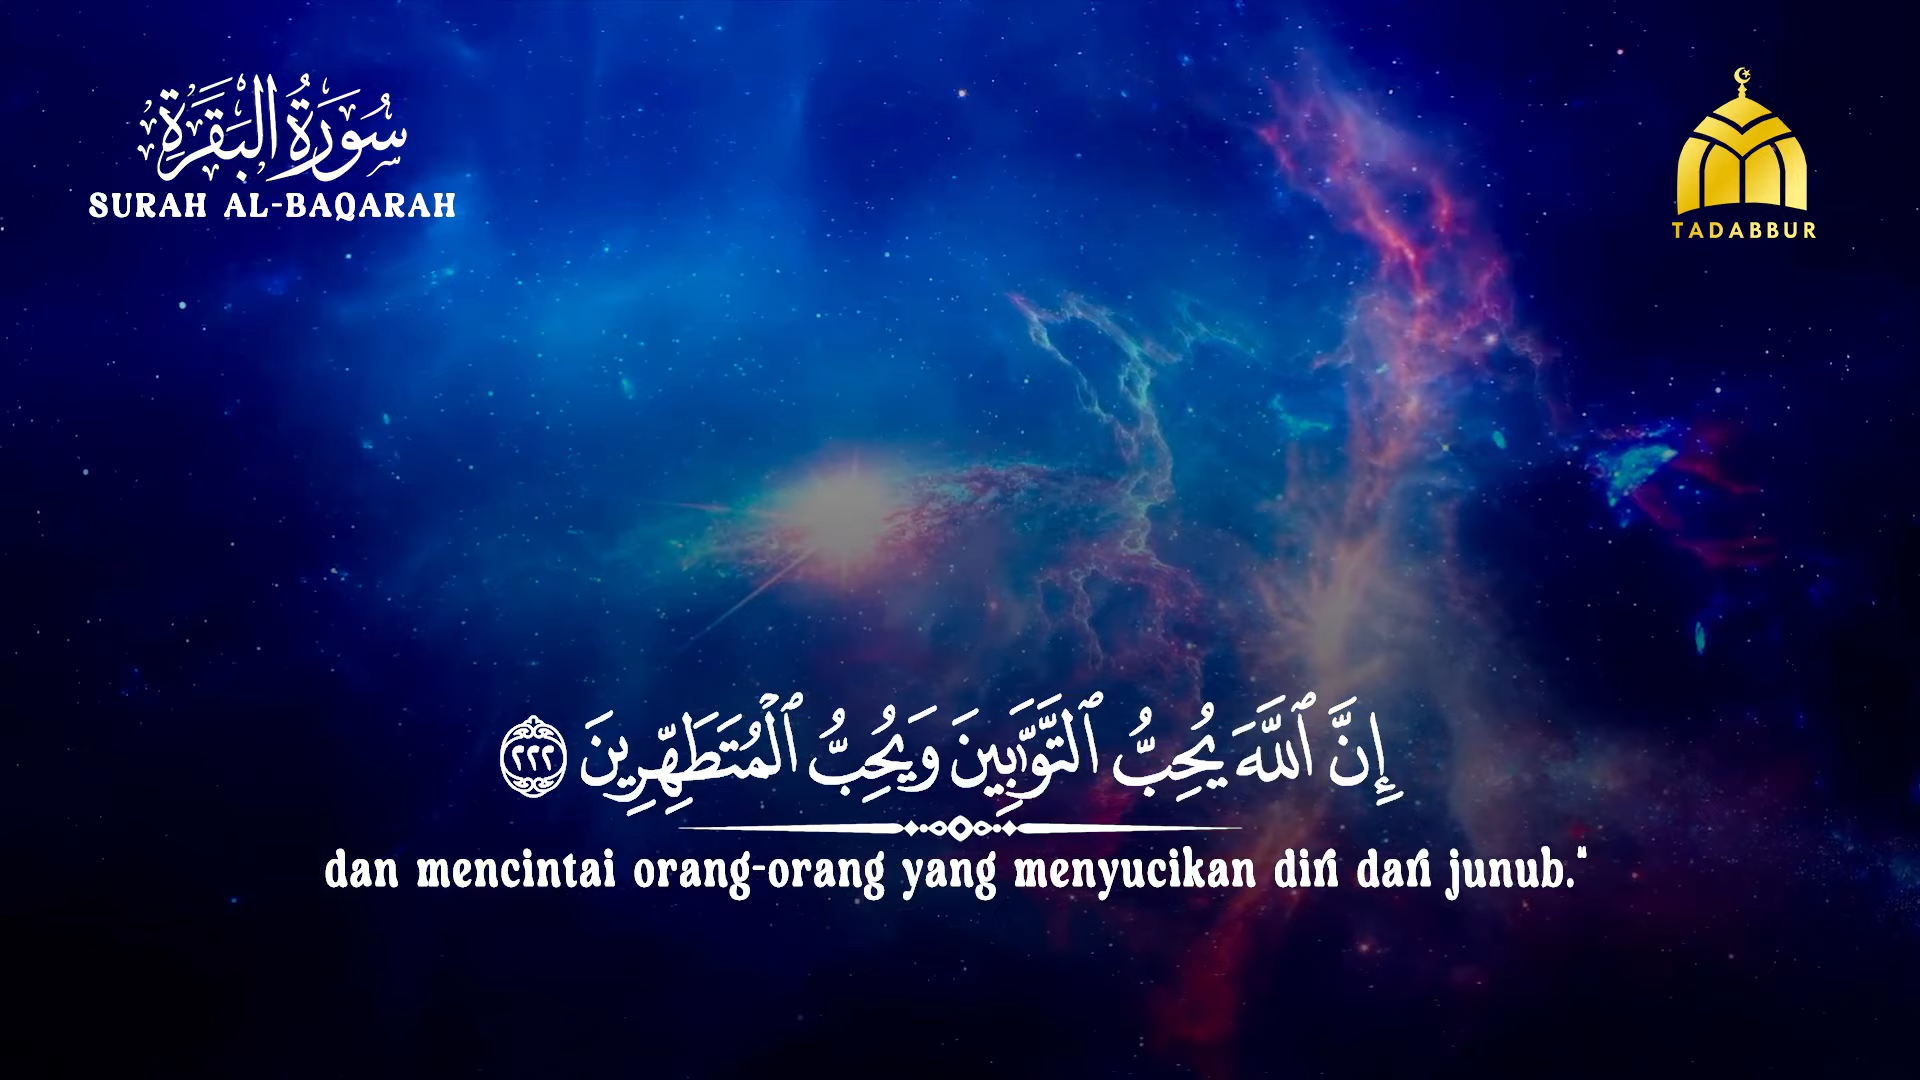 سُورَةُ البَقَرَةِ
SURAH AL-BAQARAH
TADABBUR
إِنَّ ٱللَّهَ يُحِبُّ ٱلتَّوَّٰبِينَ وَيُحِبُّ ٱلْمُتَطَهِّرِينَ ٢٢٢
dan mencintai orang-orang yang menyucikan diri dari junub."